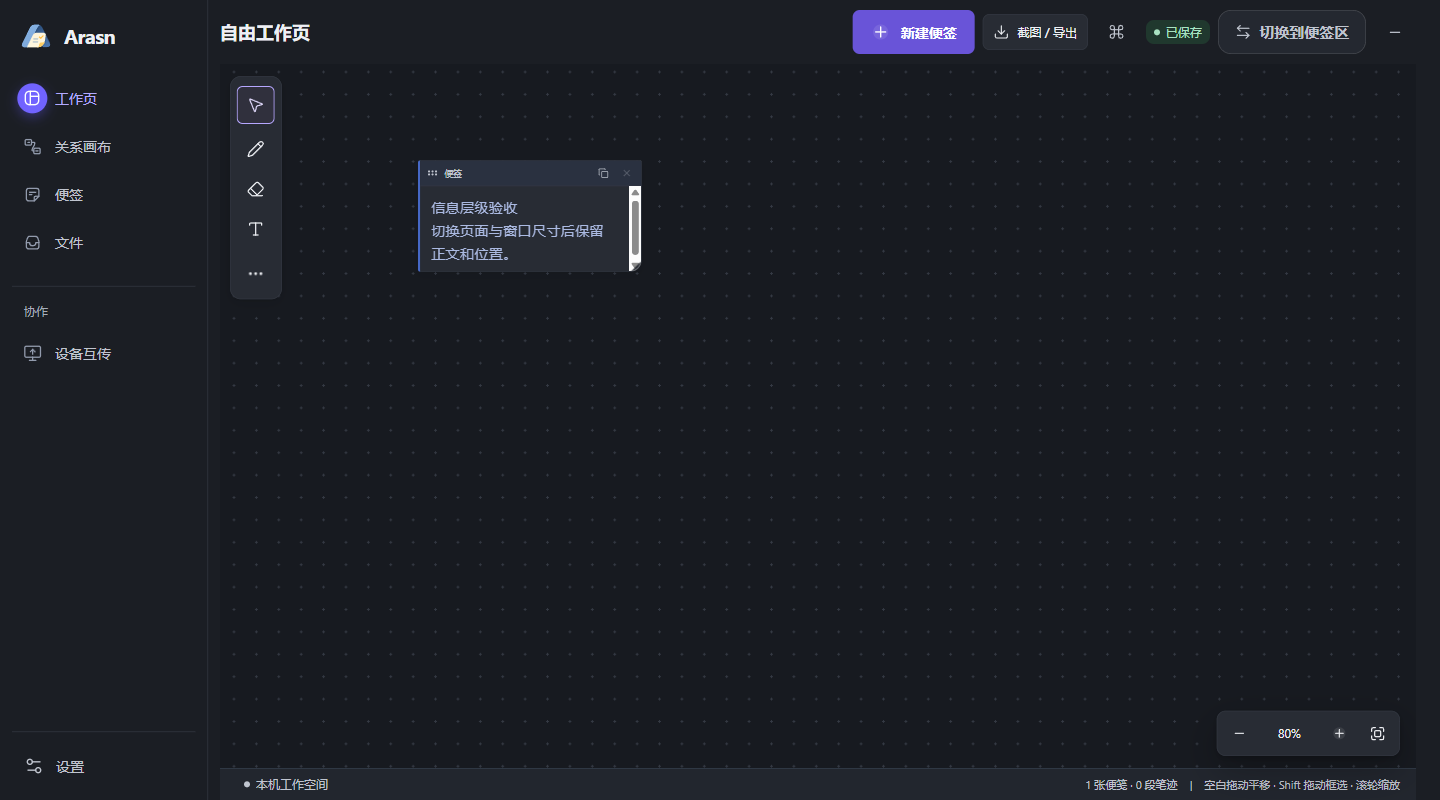 Arasn
工作页
关系画布
便签
文件
协作
设备互传
设置
自由工作页
新建便签
截图 / 导出
⌘
已保存
切换到便签区
T
便签
信息层级验收
切换页面与窗口尺寸后保留
正文和位置。
80%
本机工作空间
1 张便笺 · 0 段笔迹 | 空白拖动平移 · Shift 拖动框选 · 滚轮缩放